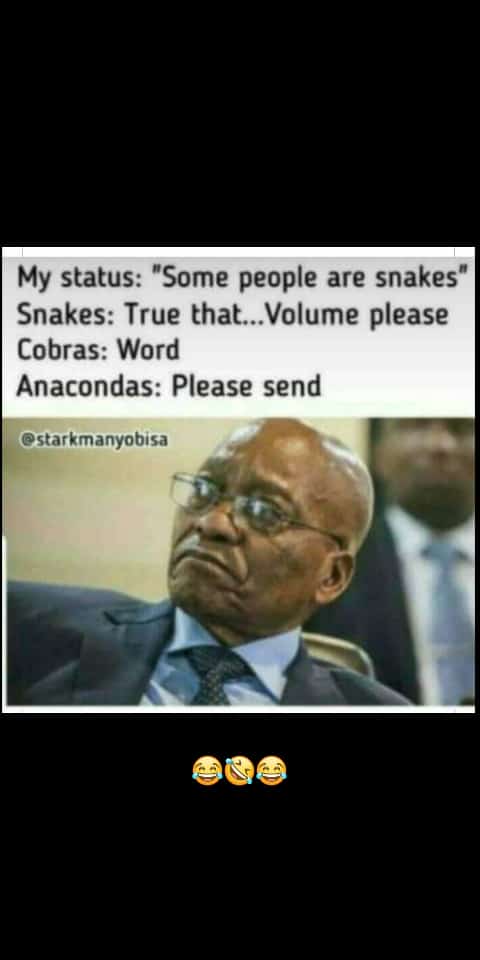 My status: "Some people are snakes"
Snakes: True that...Volume please
Cobras: Word
Anacondas: Please send
@starkmanyobisa
😂🤣😂